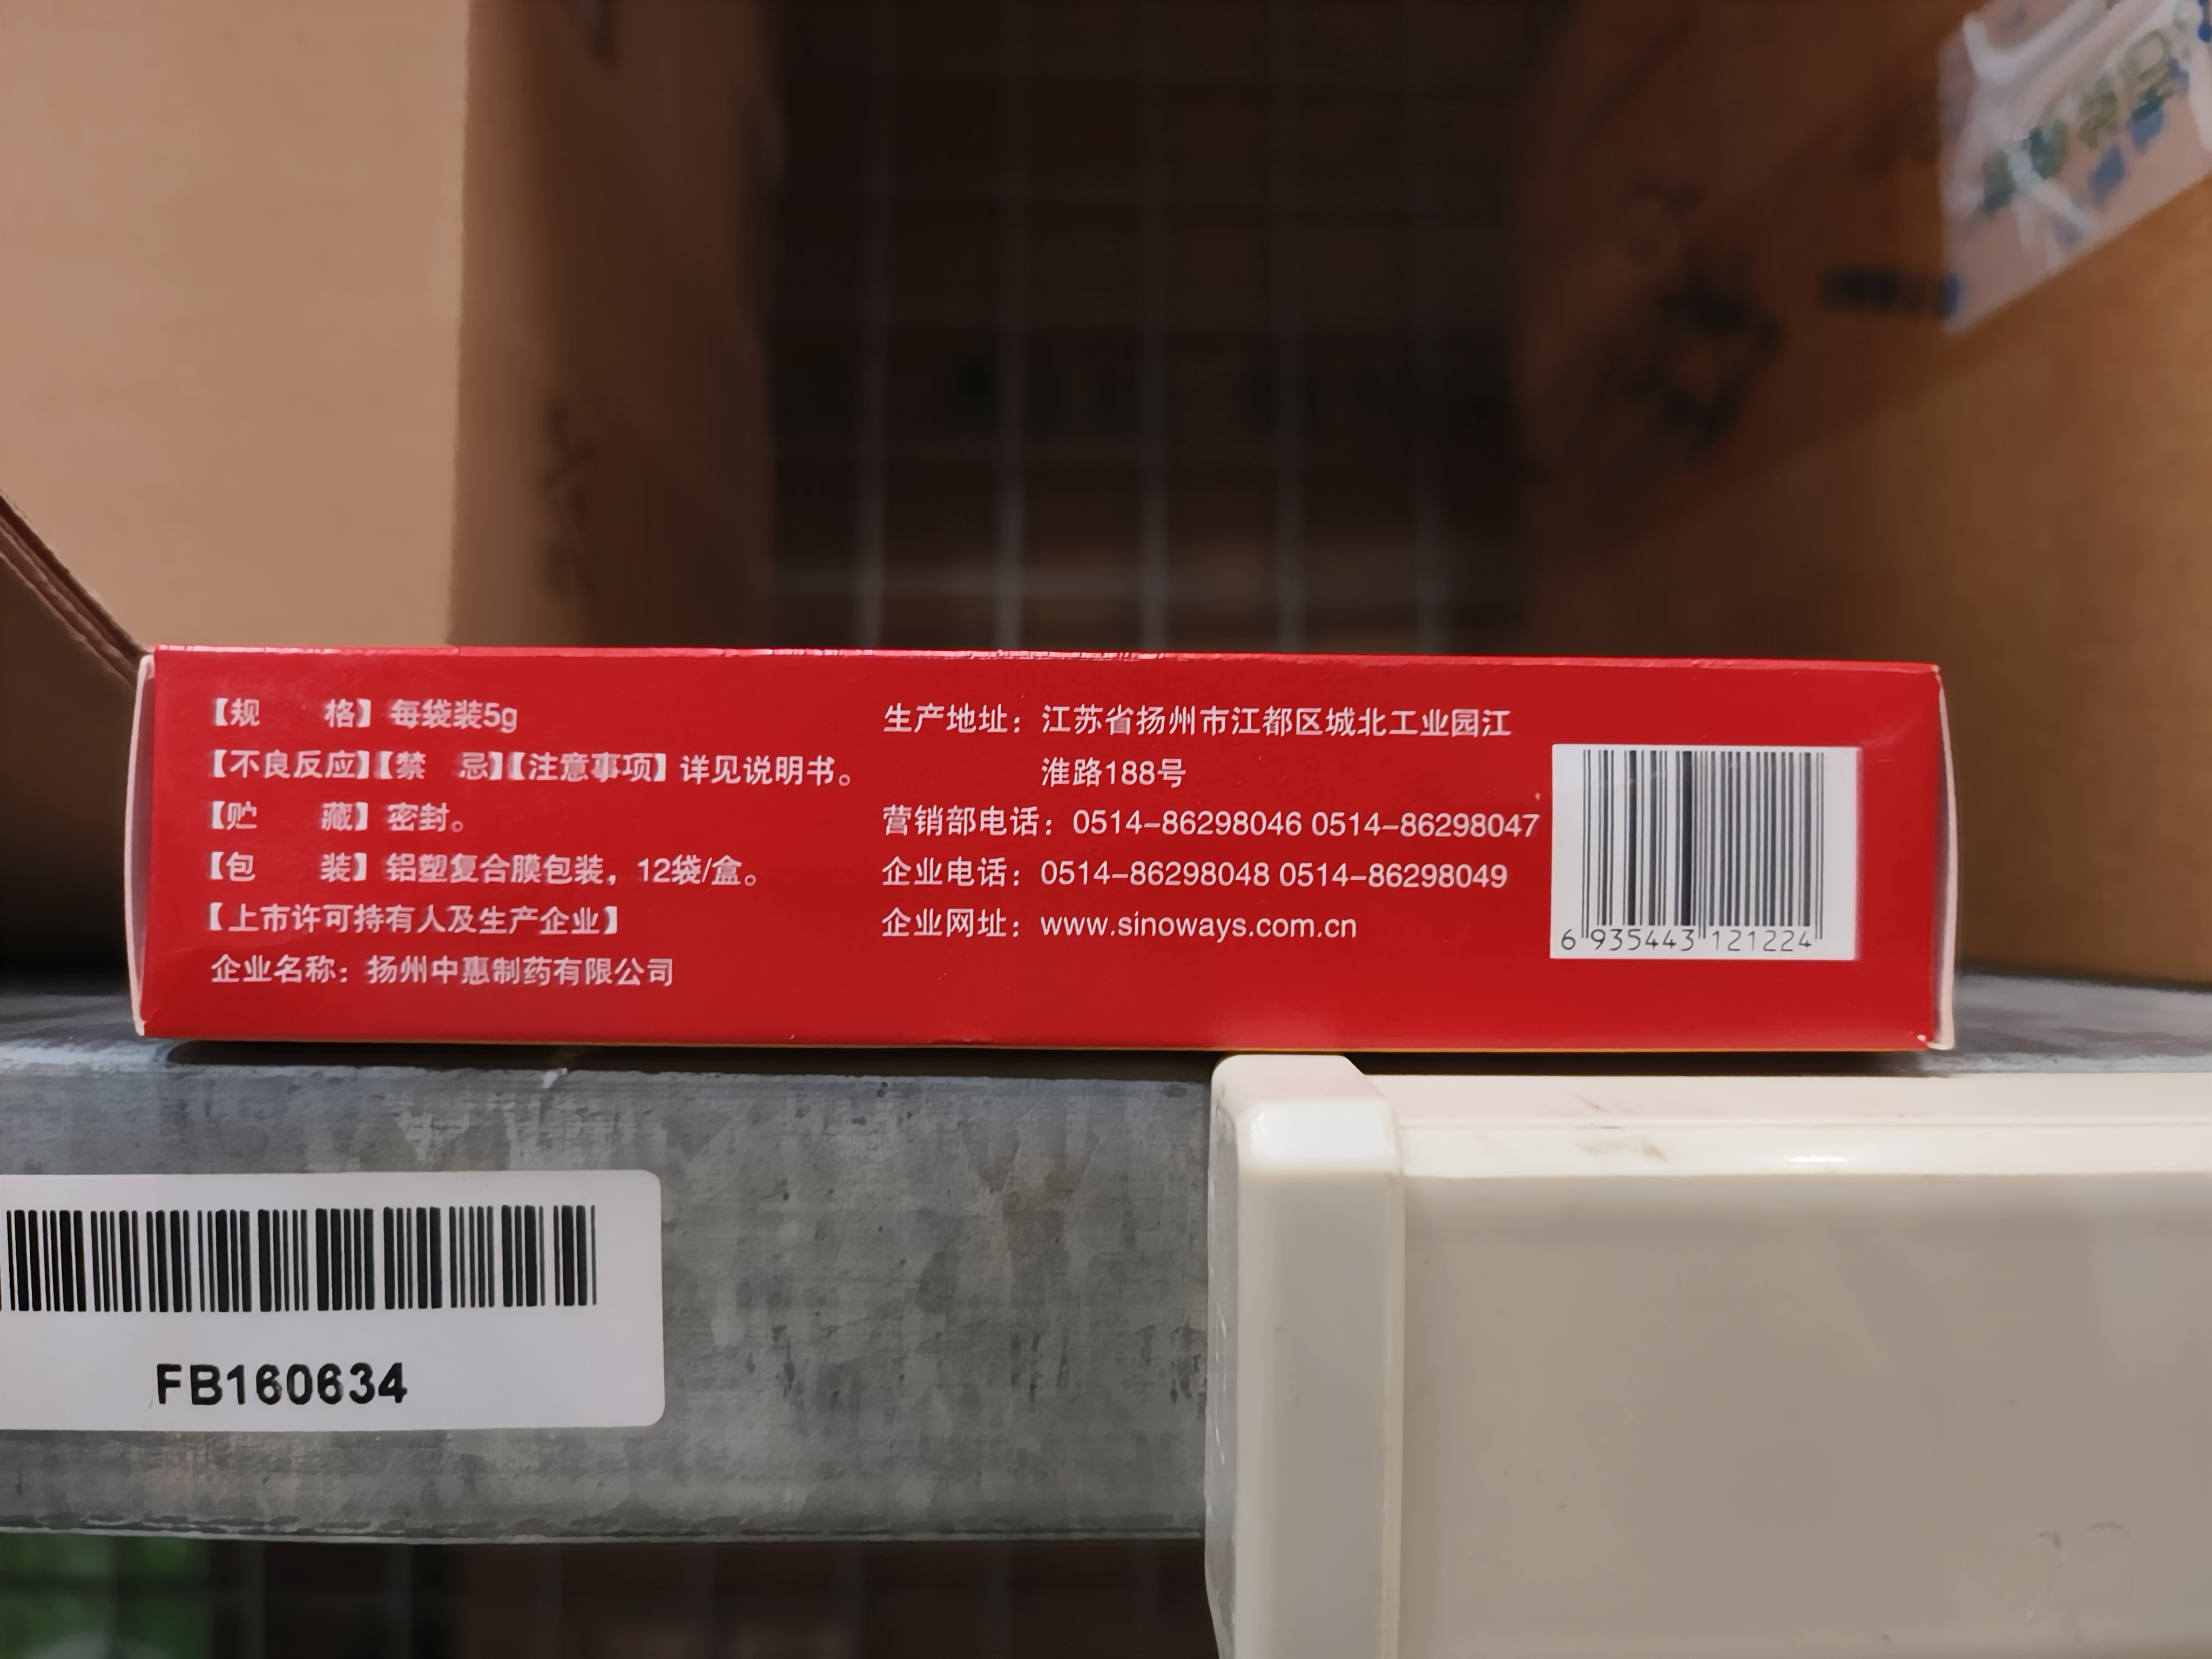 【规 格】每袋装5g
【不良反应】【禁 忌】【注意事项】详见说明书。
【贮 藏】密封。
【包 装】铝塑复合膜包装，12袋/盒。
【上市许可持有人及生产企业】
企业名称：扬州中惠制药有限公司
生产地址：江苏省扬州市江都区城北工业园江
淮路188号
营销部电话：0514-86298046 0514-86298047
企业电话：0514-86298048 0514-86298049
企业网址：www.sinoways.com.cn
6 935443 121224
FB160634